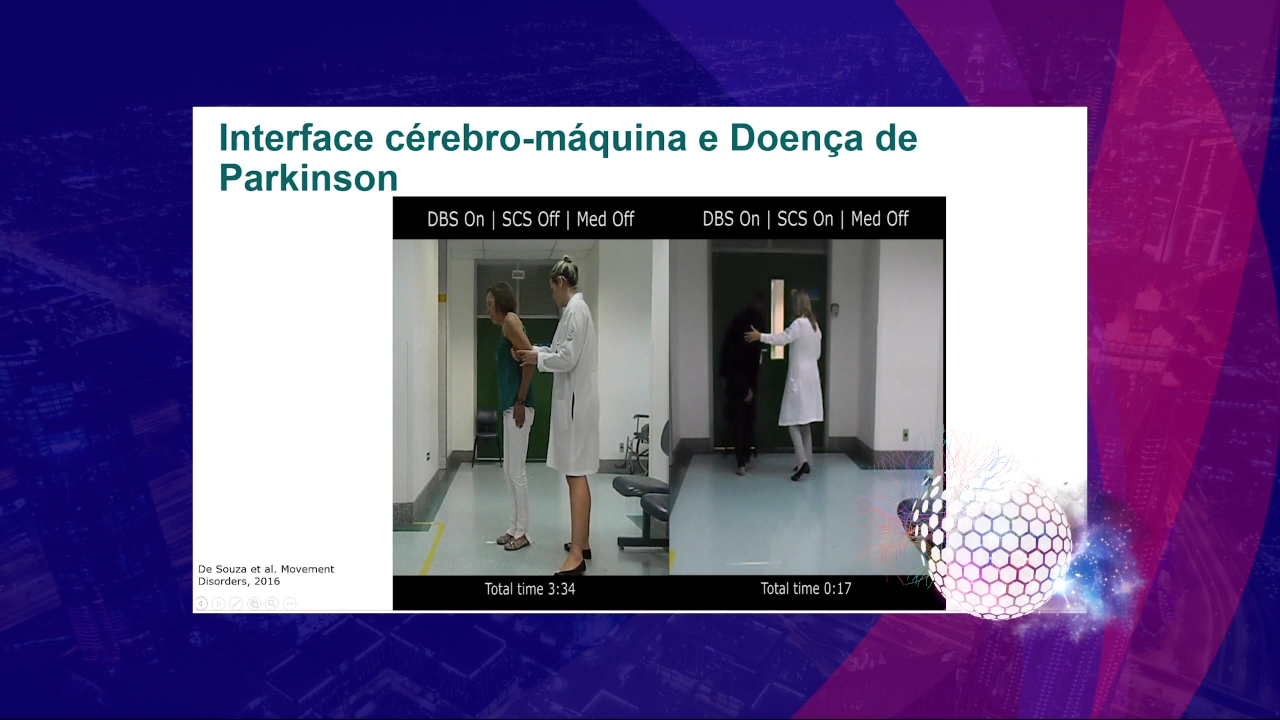 Interface cérebro-máquina e Doença de
Parkinson
DBS On | SCS Off | Med Off
DBS On | SCS On | Med Off
Total time 3:34
Total time 0:17
De Souza et al. Movement
Disorders, 2016